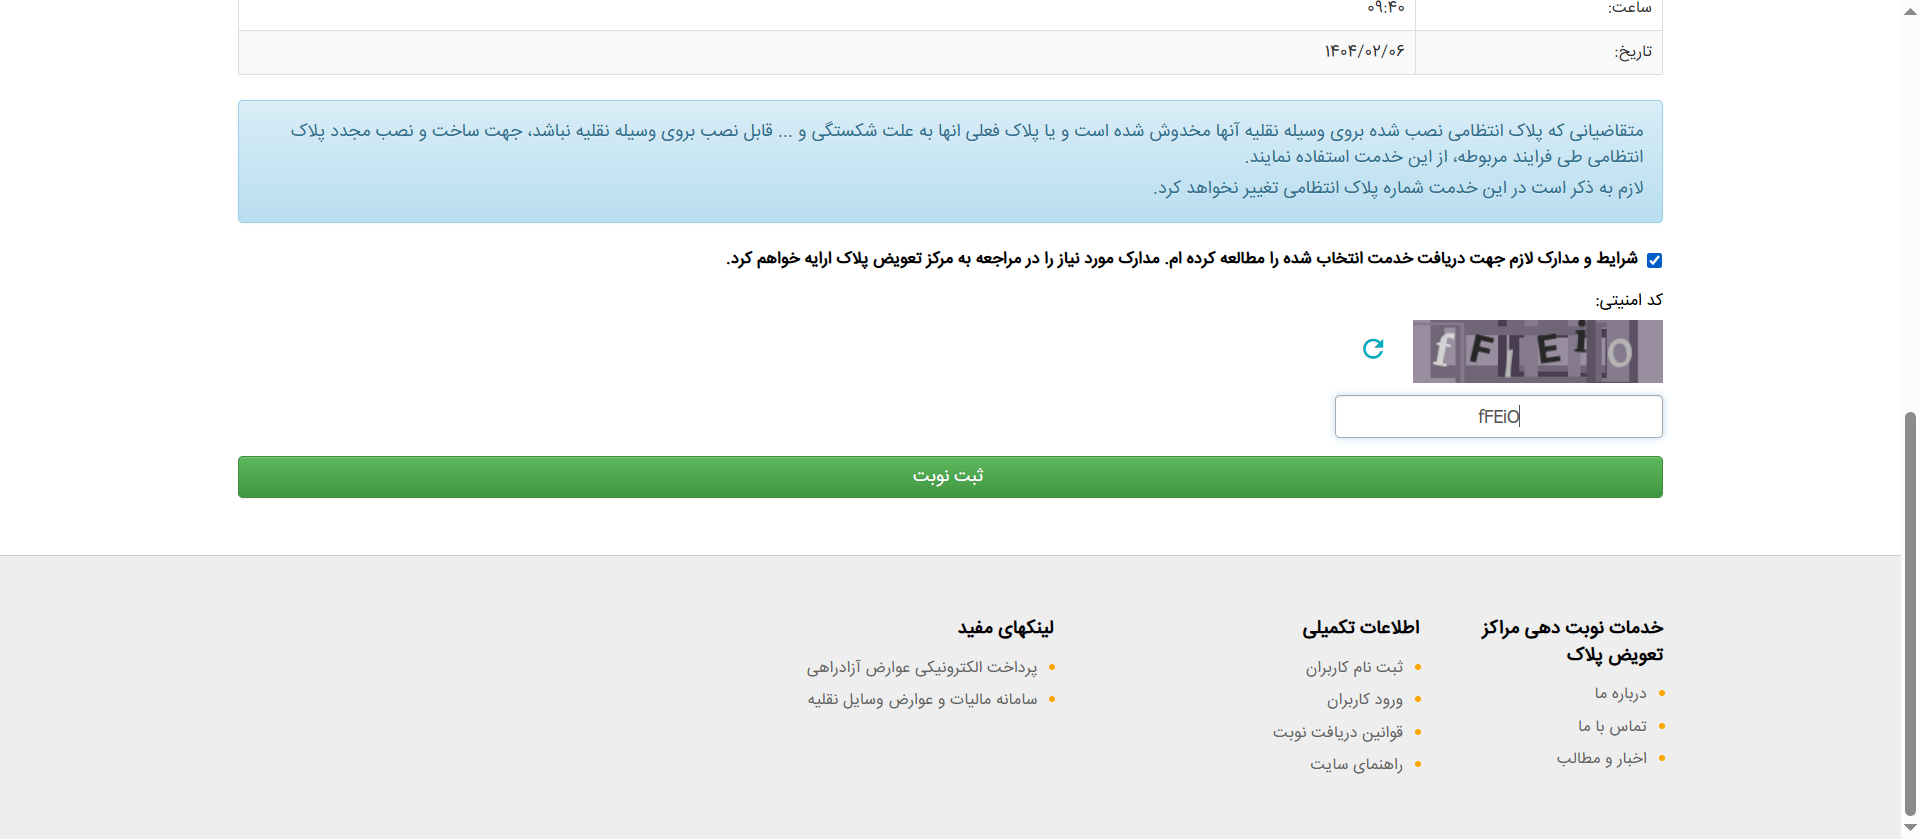 ساعت: ۰۹:۴۰
تاریخ: ۱۴۰۴/۰۲/۰۶
متقاضیانی که پلاک انتظامی نصب شده بروی وسیله نقلیه آنها مخدوش شده است و یا پلاک فعلی انها به علت شکستگی و ... قابل نصب بروی وسیله نقلیه نباشد، جهت ساخت و نصب مجدد پلاک
انتظامی طی فرایند مربوطه، از این خدمت استفاده نمایند.
لازم به ذکر است در این خدمت شماره پلاک انتظامی تغییر نخواهد کرد.
شرایط و مدارک لازم جهت دریافت خدمت انتخاب شده را مطالعه کرده ام. مدارک مورد نیاز را در مراجعه به مرکز تعویض پلاک ارایه خواهم کرد.
کد امنیتی:
fFEiO
ثبت نوبت
خدمات نوبت دهی مراکز
تعویض پلاک
درباره ما
تماس با ما
اخبار و مطالب
اطلاعات تکمیلی
ثبت نام کاربران
ورود کاربران
قوانین دریافت نوبت
راهنمای سایت
لینکهای مفید
پرداخت الکترونیکی عوارض آزادراهی
سامانه مالیات و عوارض وسایل نقلیه